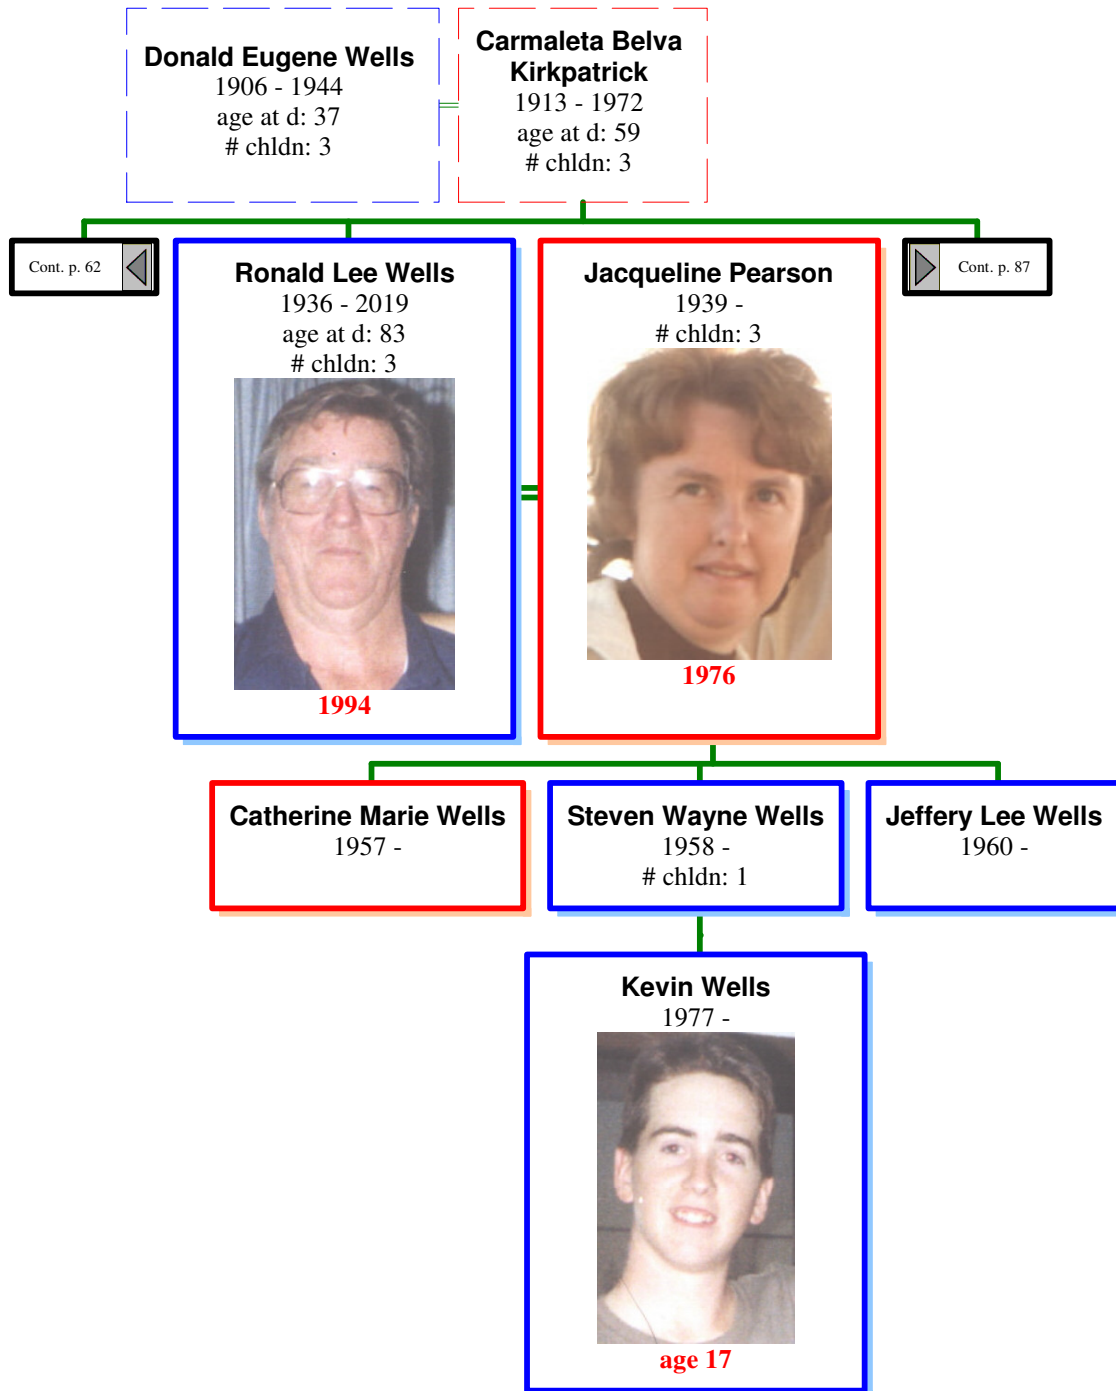 Donald Eugene Wells
1906 - 1944
age at d: 37
# chldn: 3
Carmaleta Belva
Kirkpatrick
1913 - 1972
age at d: 59
# chldn: 3
Cont. p. 62
Ronald Lee Wells
1936 - 2019
age at d: 83
# chldn: 3
1994
Jacqueline Pearson
1939 -
# chldn: 3
1976
Cont. p. 87
Catherine Marie Wells
1957 -
Steven Wayne Wells
1958 -
# chldn: 1
Jeffery Lee Wells
1960 -
Kevin Wells
1977 -
age 17